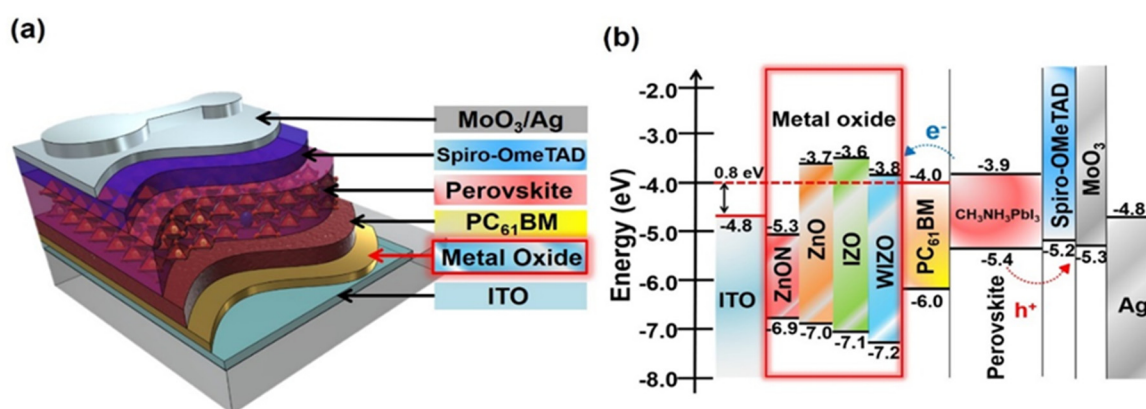 (a)
MoO3/Ag
Spiro-OmeTAD
Perovskite
PC61BM
Metal Oxide
ITO
(b)
Energy (eV)
-2.0
-3.0
-4.0
-5.0
-6.0
-7.0
-8.0
Metal oxide
0.8 eV
-4.8
ITO
-5.3
ZnON
-6.9
-3.7
ZnO
-7.0
-3.6
IZO
-7.1
-3.8
WIZO
-7.2
e-
-4.0
PC61BM
-6.0
-3.9
CH3NH3PbI3
-5.4
Perovskite
h+
Spiro-OMeTAD
-5.2
MoO3
-5.3
-4.8
Ag